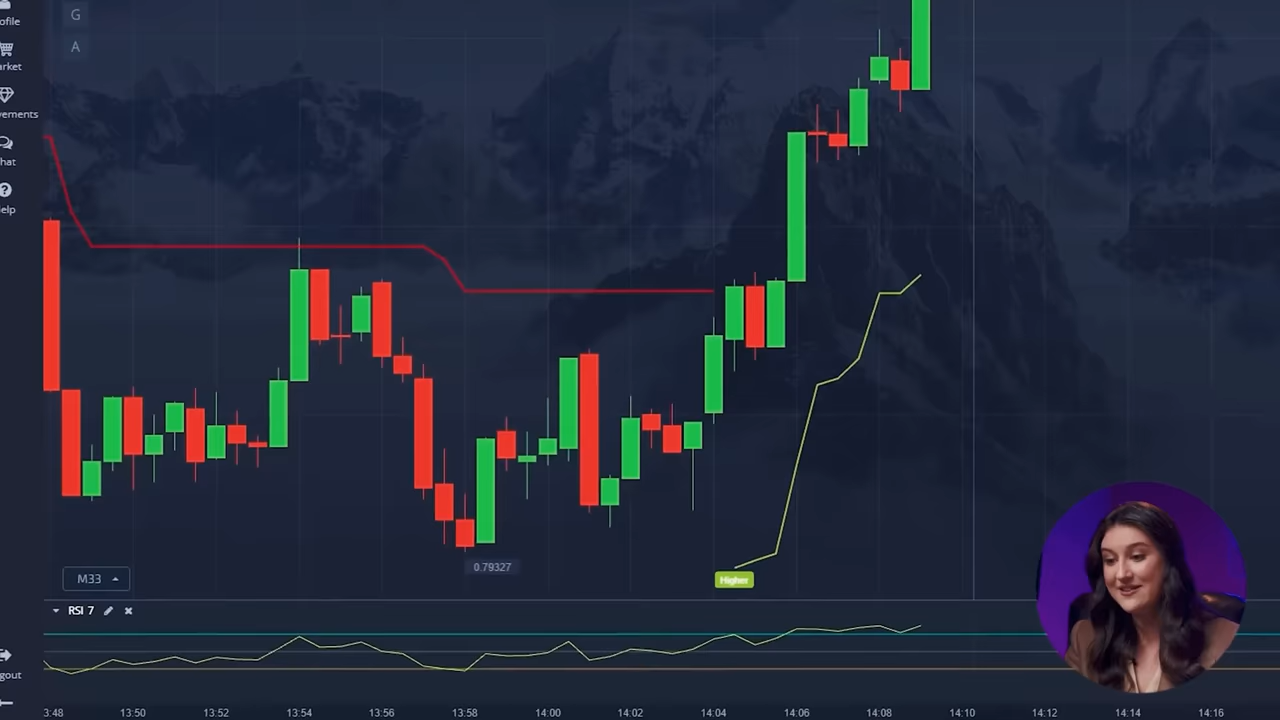 G
ofile
A
arket
vements
hat
elp
0.79327
M33
Higher
RSI 7
gout
3:48 13:50 13:52 13:54 13:56 13:58 14:00 14:02 14:04 14:06 14:08 14:10 14:12 14:14 14:16